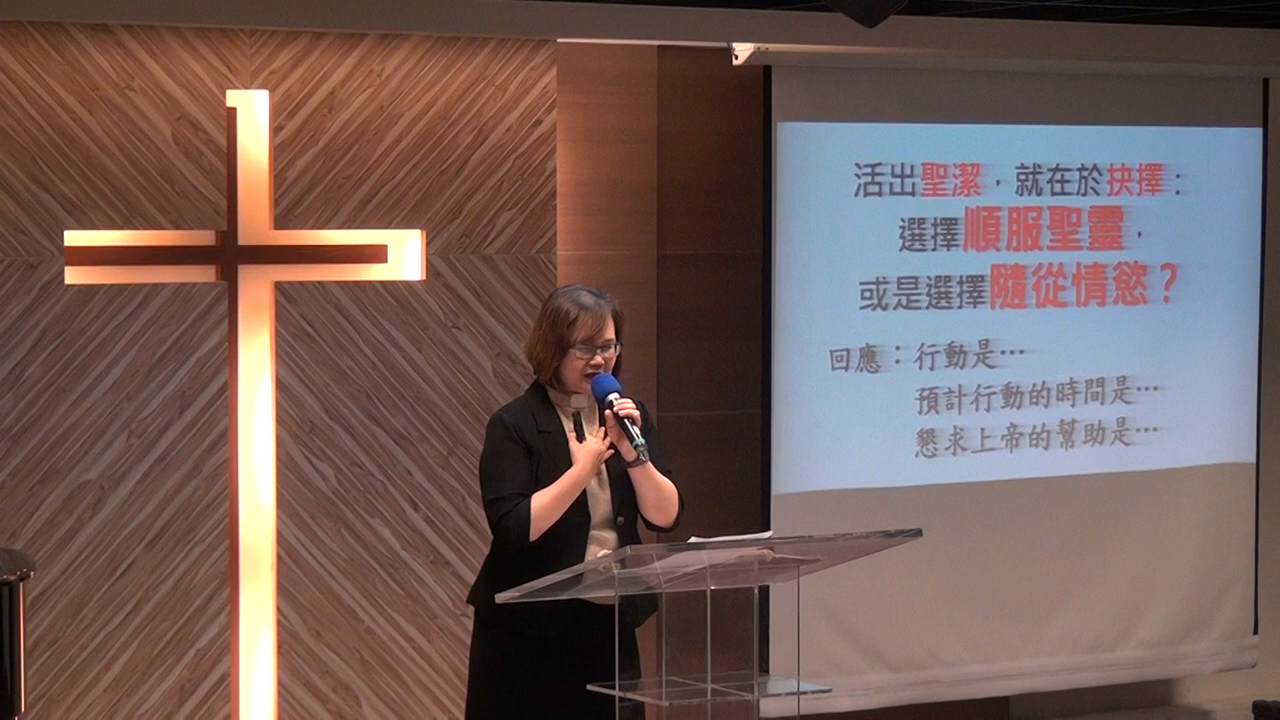 活出聖潔，就在於抉擇：
選擇順服聖靈，
或是選擇隨從情慾？
回應：行動是…
預計行動的時間是…
懇求上帝的幫助是…